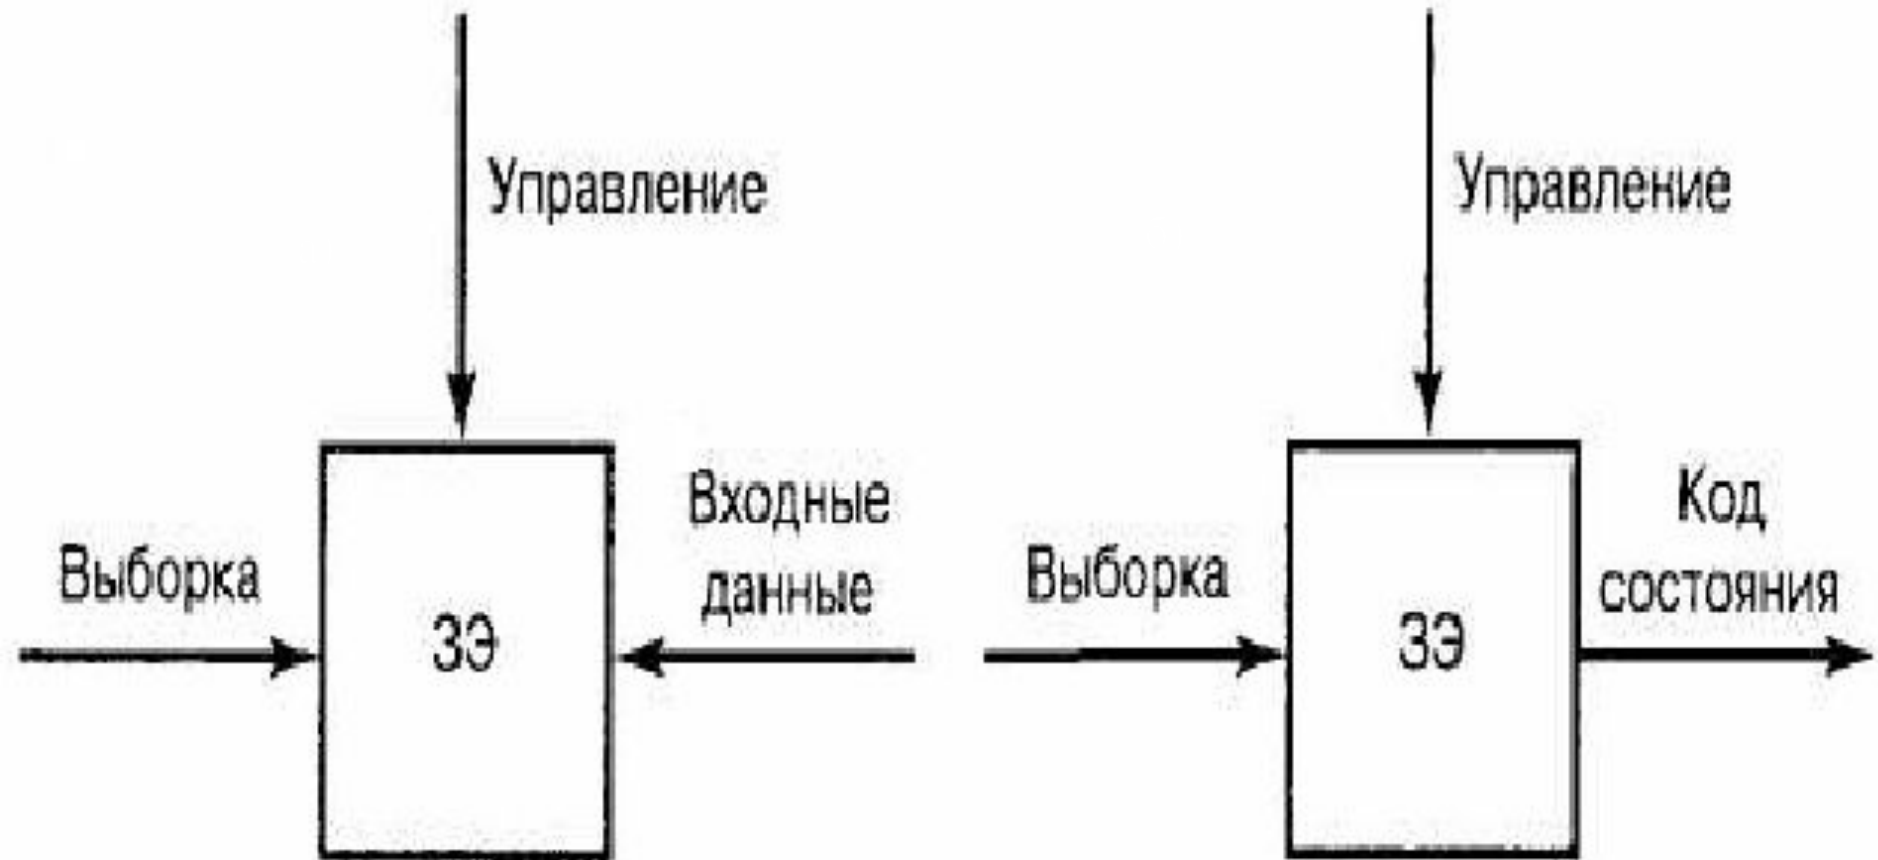 Управление
Управление
Входные
данные
Код
состояния
Выборка
Выборка
ЗЭ
ЗЭ